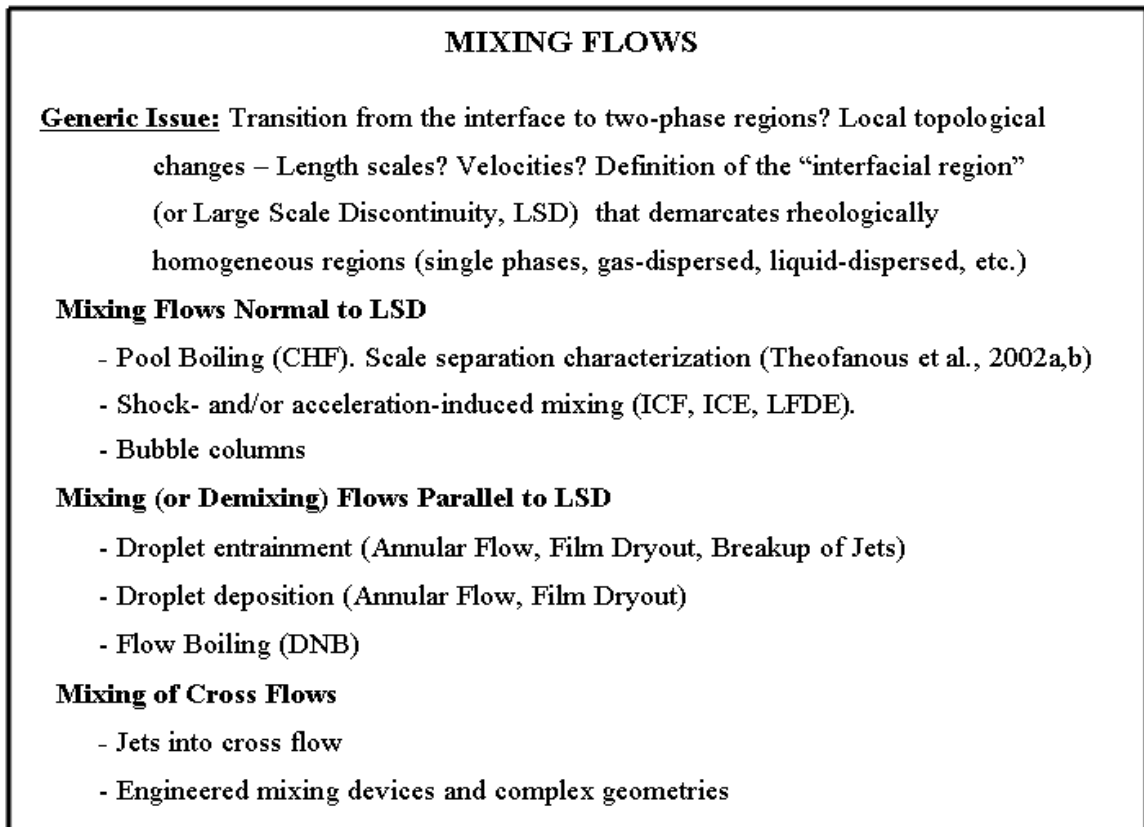 MIXING FLOWS
Generic Issue: Transition from the interface to two-phase regions? Local topological
changes – Length scales? Velocities? Definition of the “interfacial region”
(or Large Scale Discontinuity, LSD) that demarcates rheologically
homogeneous regions (single phases, gas-dispersed, liquid-dispersed, etc.)
Mixing Flows Normal to LSD
- Pool Boiling (CHF). Scale separation characterization (Theofanous et al., 2002a,b)
- Shock- and/or acceleration-induced mixing (ICF, ICE, LFDE).
- Bubble columns
Mixing (or Demixing) Flows Parallel to LSD
- Droplet entrainment (Annular Flow, Film Dryout, Breakup of Jets)
- Droplet deposition (Annular Flow, Film Dryout)
- Flow Boiling (DNB)
Mixing of Cross Flows
- Jets into cross flow
- Engineered mixing devices and complex geometries